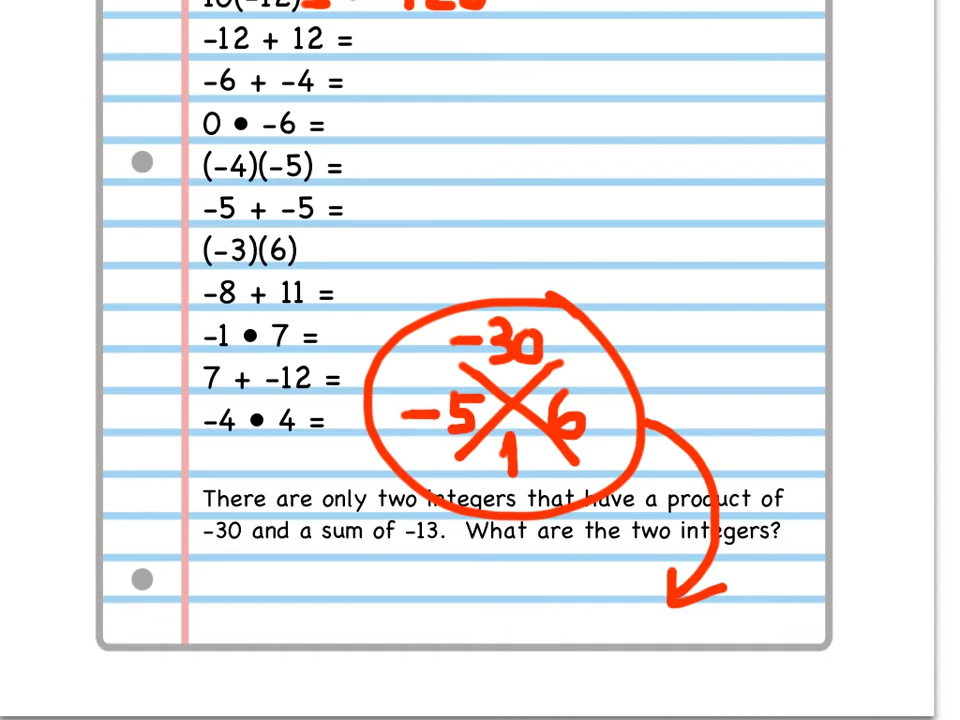 -12 + 12 =
-6 + -4 =
0 • -6 =
(-4)(-5) =
-5 + -5 =
(-3)(6)
-8 + 11 =
-1 • 7 =
-30
7 + -12 =
-5 6
-4 • 4 =
1
There are only two integers that have a product of
-30 and a sum of -13. What are the two integers?